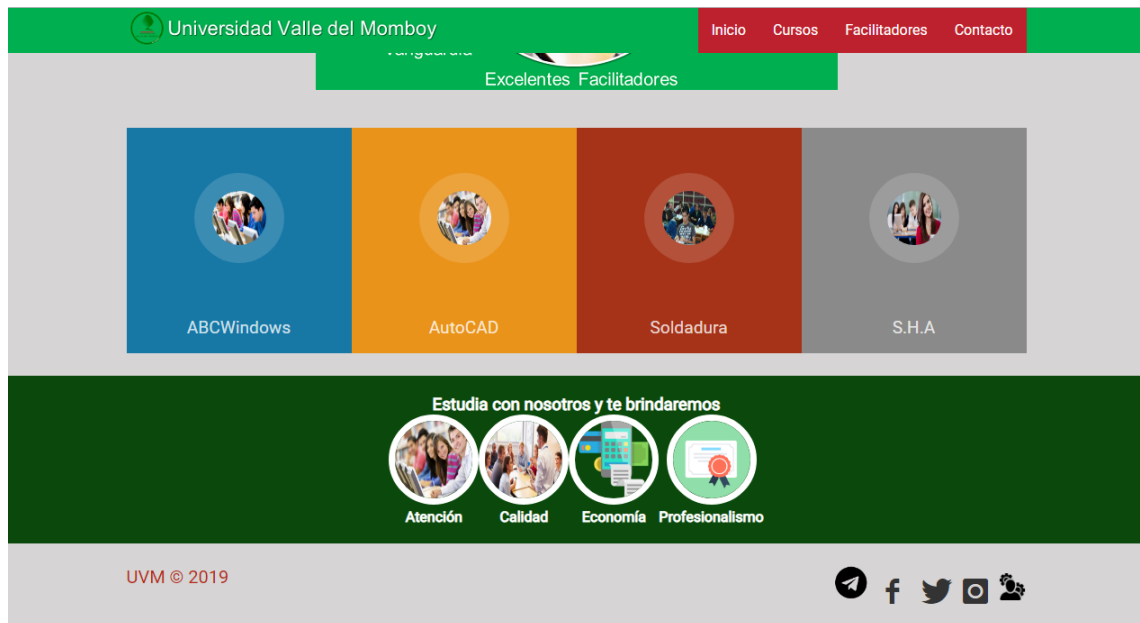 Universidad Valle del Momboy
Inicio Cursos Facilitadores Contacto
Vanguardia
Excelentes Facilitadores
ABCWindows AutoCAD Soldadura S.H.A
Estudia con nosotros y te brindaremos
Atención Calidad Economía Profesionalismo
UVM © 2019